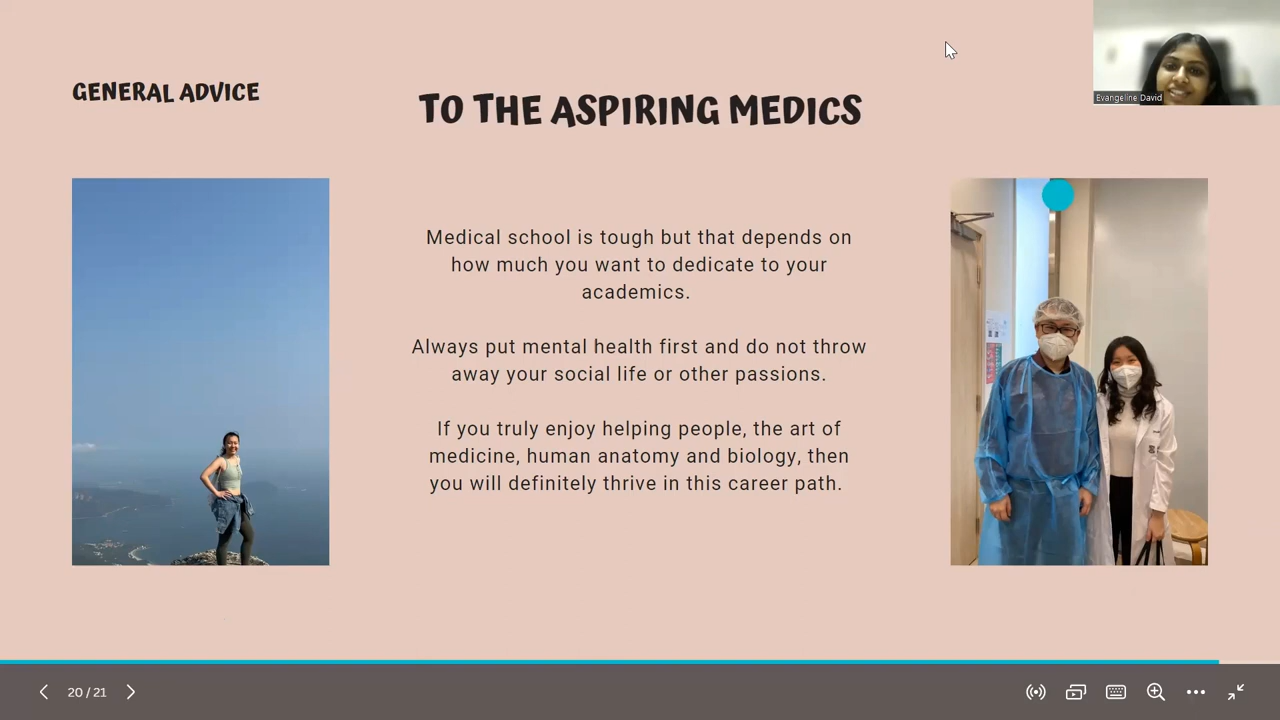 GENERAL ADVICE
TO THE ASPIRING MEDICS
Evangeline David
Medical school is tough but that depends on
how much you want to dedicate to your
academics.
Always put mental health first and do not throw
away your social life or other passions.
If you truly enjoy helping people, the art of
medicine, human anatomy and biology, then
you will definitely thrive in this career path.
20 / 21